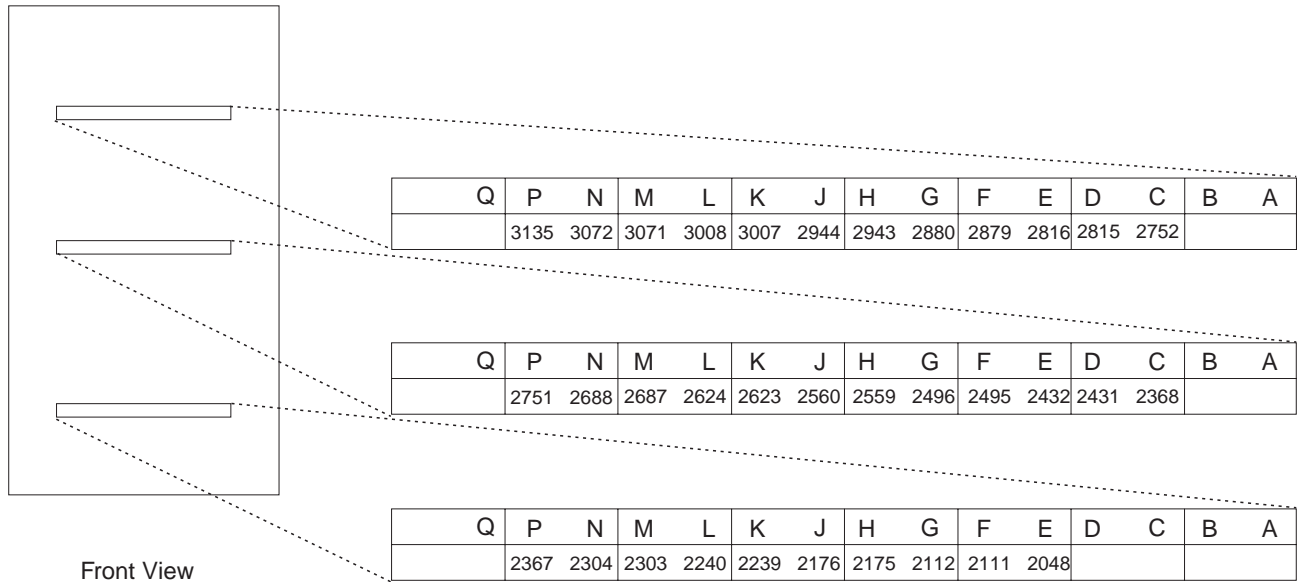 Q P N M L K J H G F E D C B A
3135 3072 3071 3008 3007 2944 2943 2880 2879 2816 2815 2752
Q P N M L K J H G F E D C B A
2751 2688 2687 2624 2623 2560 2559 2496 2495 2432 2431 2368
Q P N M L K J H G F E D C B A
2367 2304 2303 2240 2239 2176 2175 2112 2111 2048
Front View